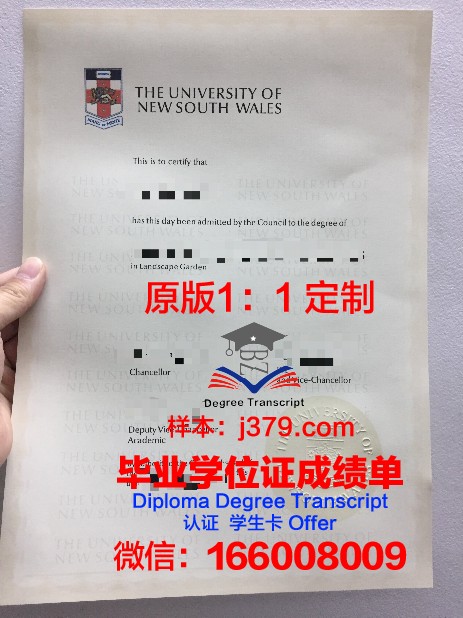 THE UNIVERSITY OF
NEW SOUTH WALES
This is to certify that
has this day been admitted by the Council to the degree of
in Landscape Garden
原版1：1定制
Chancellor
Vice-Chancellor
BZ
Degree Transcript
Deputy
Academic
样本：j379.com
毕业学位证成绩单
Diploma Degree Transcript
认证 学生卡 Offer
微信：166008009